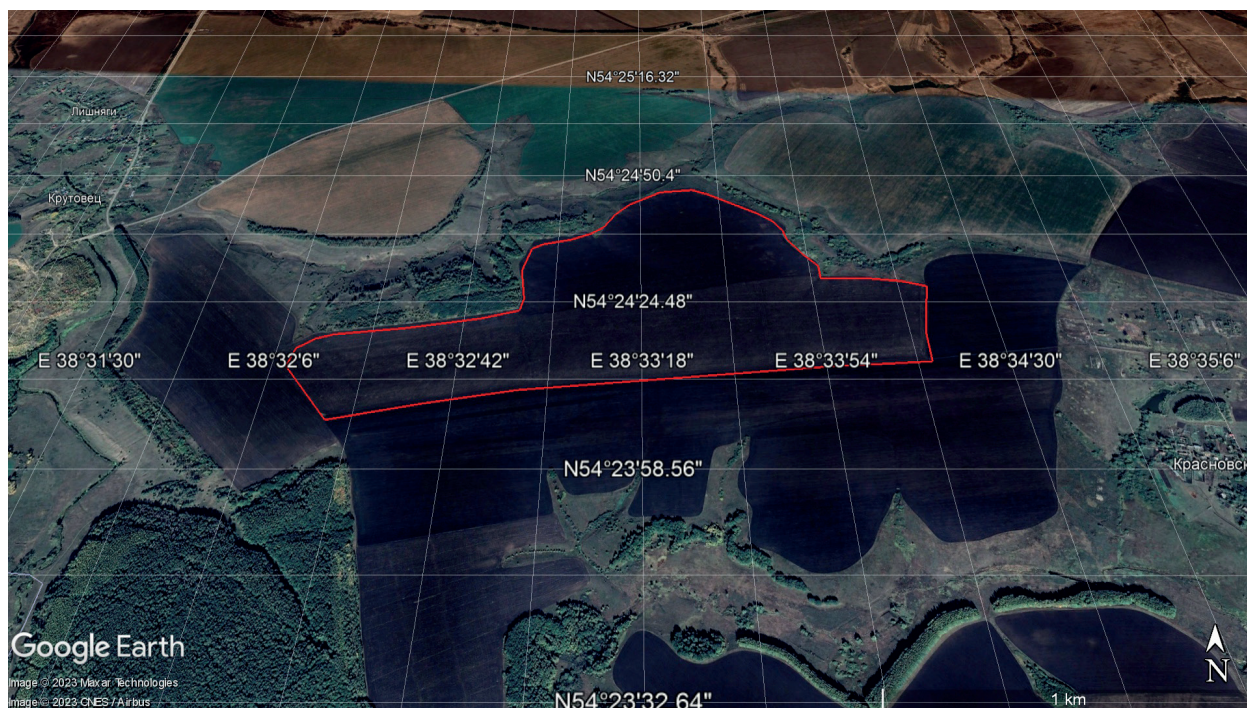 N54°25'16.32"
Лишняги
N54°24'50.4"
Крутовец
N54°24'24.48"
E 38°31'30" E 38°32'6" E 38°32'42" E 38°33'18" E 38°33'54" E 38°34'30" E 38°35'6"
N54°23'58.56"
Красновск
Google Earth
Image © 2023 Maxar Technologies
Image © 2023 CNES / Airbus
N54°23'32.64"
1 km
N